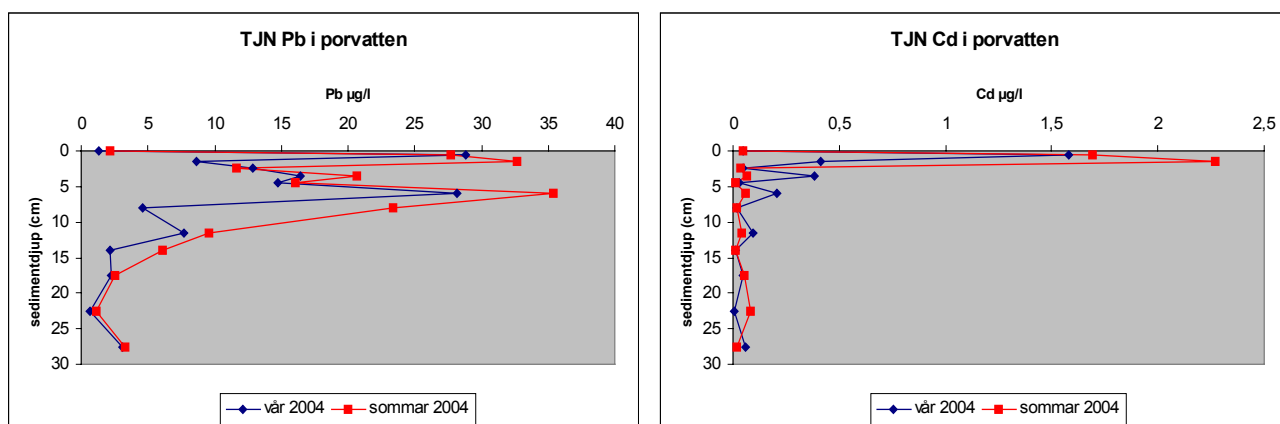 TJN Pb i porvatten
Pb µg/l
0 5 10 15 20 25 30 35 40
0
5
10
15
20
25
30
sedimentdjup (cm)
vår 2004 sommar 2004
TJN Cd i porvatten
Cd µg/l
0 0,5 1 1,5 2 2,5
0
5
10
15
20
25
30
sedimentdjup (cm)
vår 2004 sommar 2004